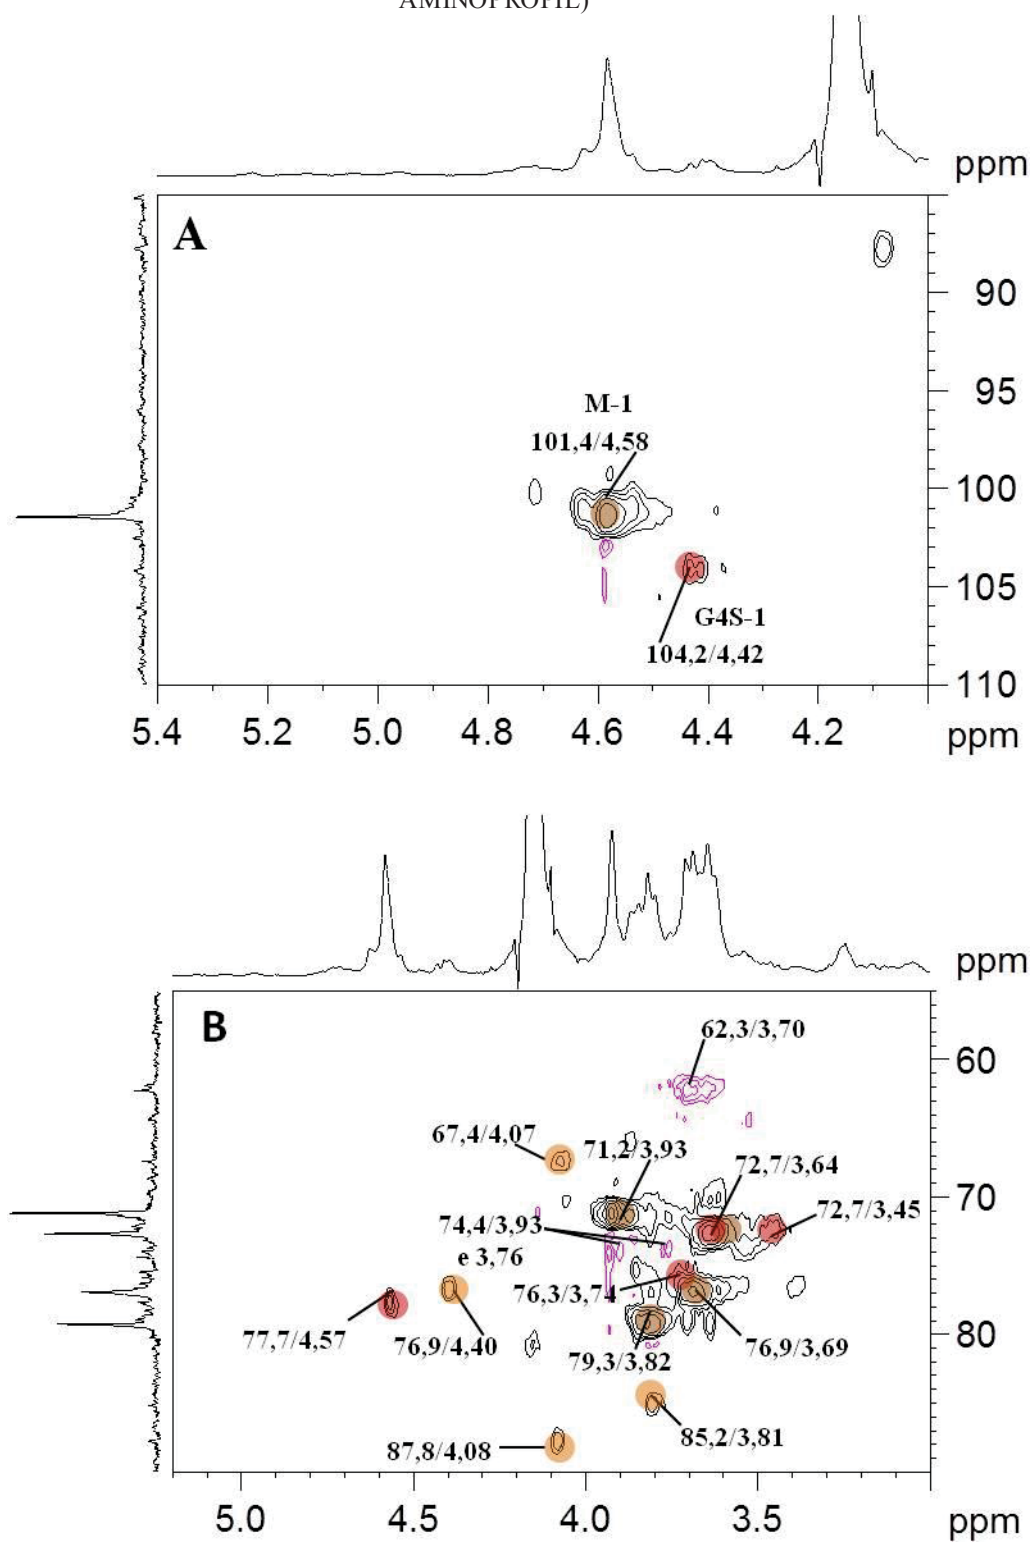 AMINOPROPIL)
ppm
A
90
M-1
95
101,4/4,58
100
105
G4S-1
104,2/4,42
110
5.4 5.2 5.0 4.8 4.6 4.4 4.2 ppm
ppm
B
62,3/3,70
60
67,4/4,07
71,2/3,93
72,7/3,64
70
72,7/3,45
74,4/3,93
e 3,76
76,3/3,74
77,7/4,57
76,9/4,40
79,3/3,82
76,9/3,69
80
85,2/3,81
87,8/4,08
5.0 4.5 4.0 3.5 ppm